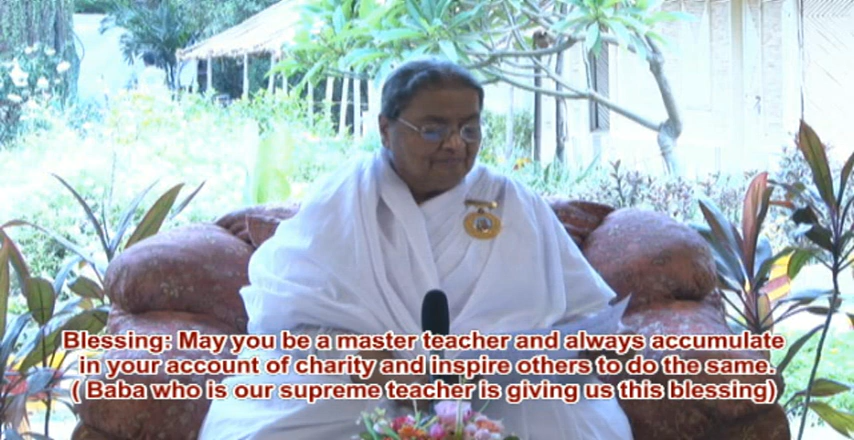 Blessing: May you be a master teacher and always accumulate
in your account of charity and inspire others to do the same.
( Baba who is our supreme teacher is giving us this blessing)